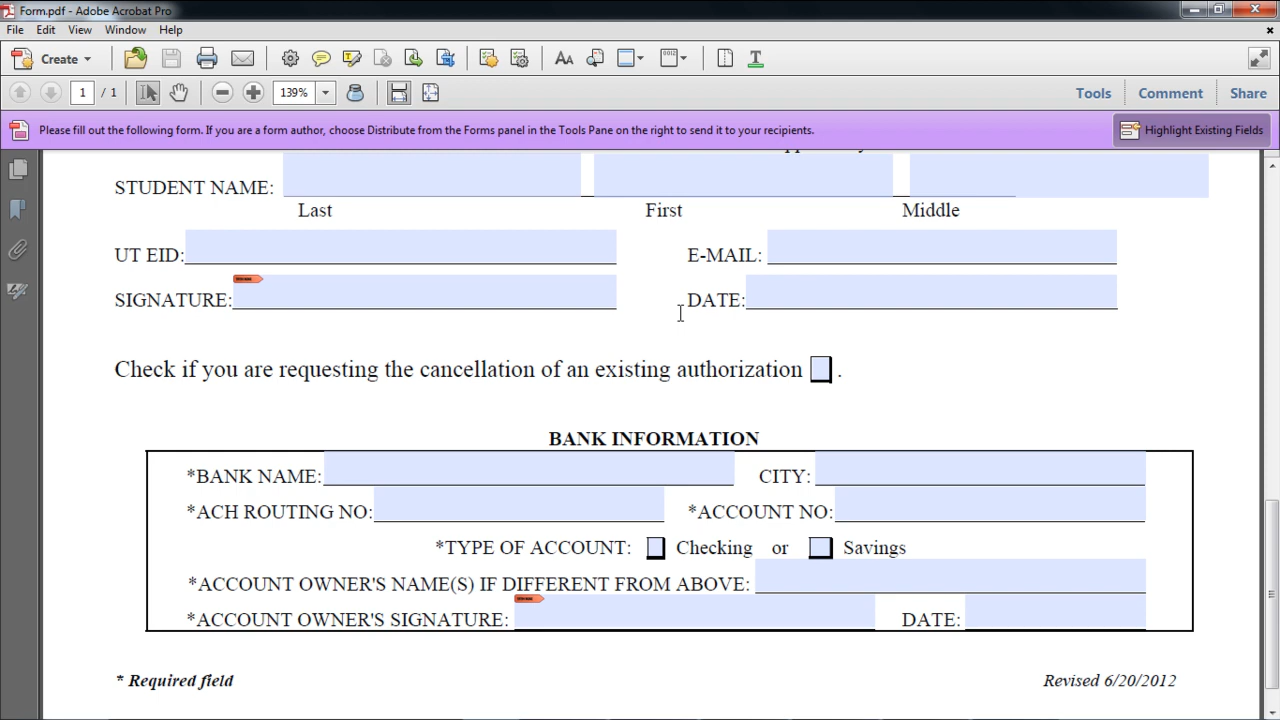 Form.pdf - Adobe Acrobat Pro
File Edit View Window Help
Create
1 / 1 139% Tools Comment Share
Please fill out the following form. If you are a form author, choose Distribute from the Forms panel in the Tools Pane on the right to send it to your recipients. Highlight Existing Fields
STUDENT NAME:
Last First Middle
UT EID: E-MAIL:
SIGNATURE: DATE:
Check if you are requesting the cancellation of an existing authorization .
BANK INFORMATION
*BANK NAME: CITY:
*ACH ROUTING NO: *ACCOUNT NO:
*TYPE OF ACCOUNT: Checking or Savings
*ACCOUNT OWNER'S NAME(S) IF DIFFERENT FROM ABOVE:
*ACCOUNT OWNER'S SIGNATURE: DATE:
* Required field Revised 6/20/2012